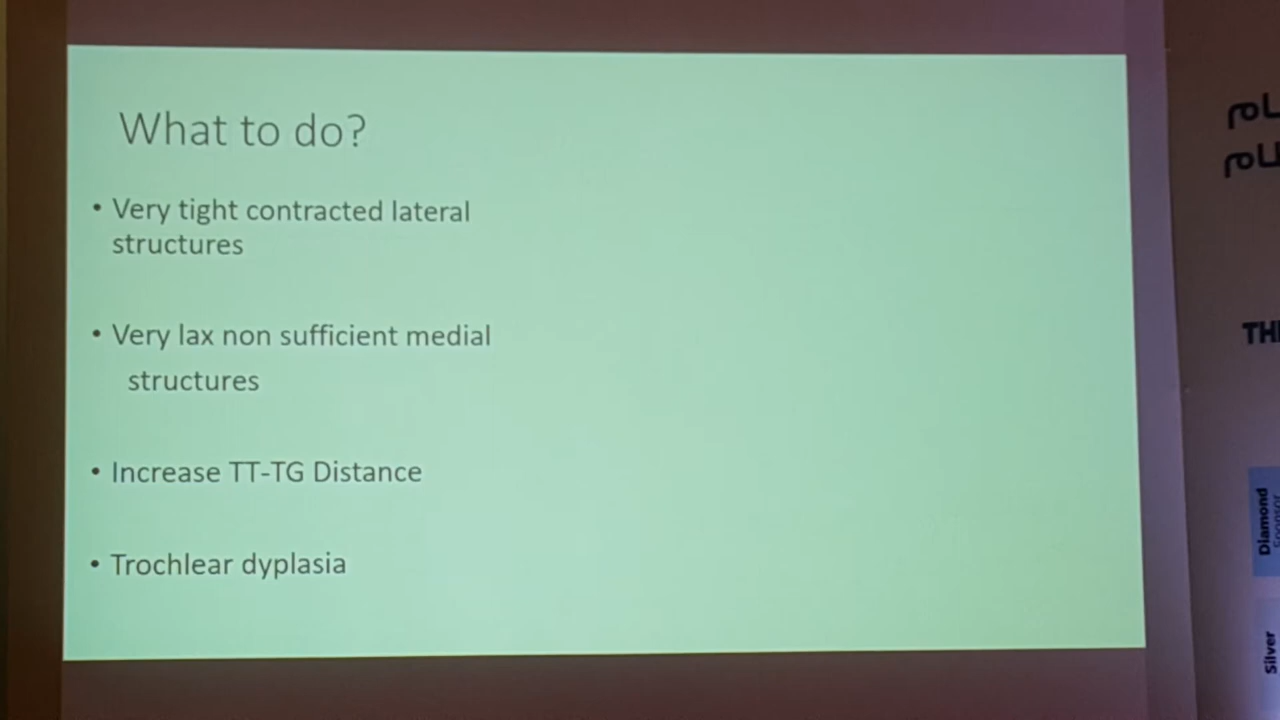 What to do?
• Very tight contracted lateral
structures
• Very lax non sufficient medial
structures
• Increase TT-TG Distance
• Trochlear dyplasia
Diamond
Silver